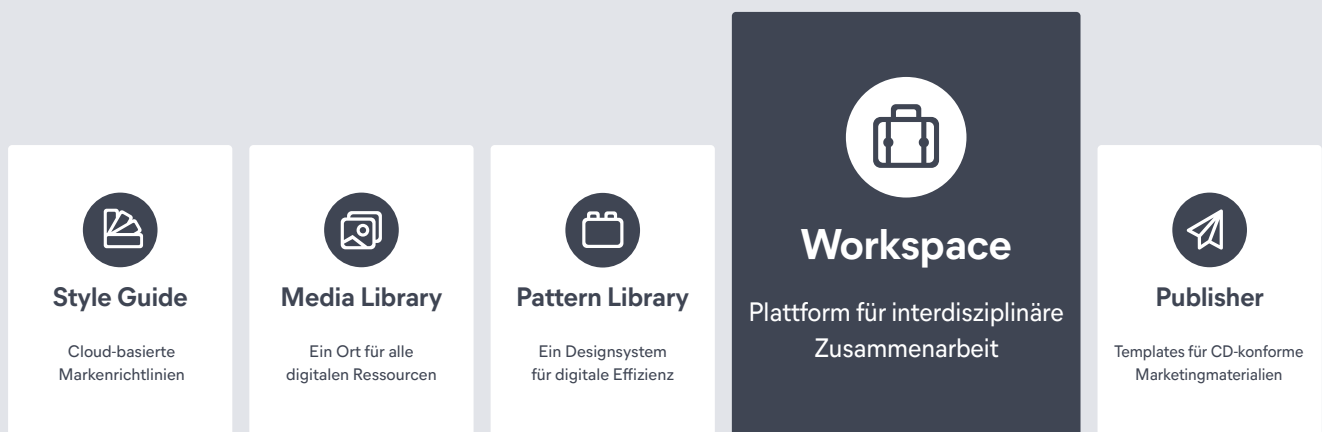 Style Guide
Cloud-basierte
Markenrichtlinien
Media Library
Ein Ort für alle
digitalen Ressourcen
Pattern Library
Ein Designsystem
für digitale Effizienz
Workspace
Plattform für interdisziplinäre
Zusammenarbeit
Publisher
Templates für CD-konforme
Marketingmaterialien